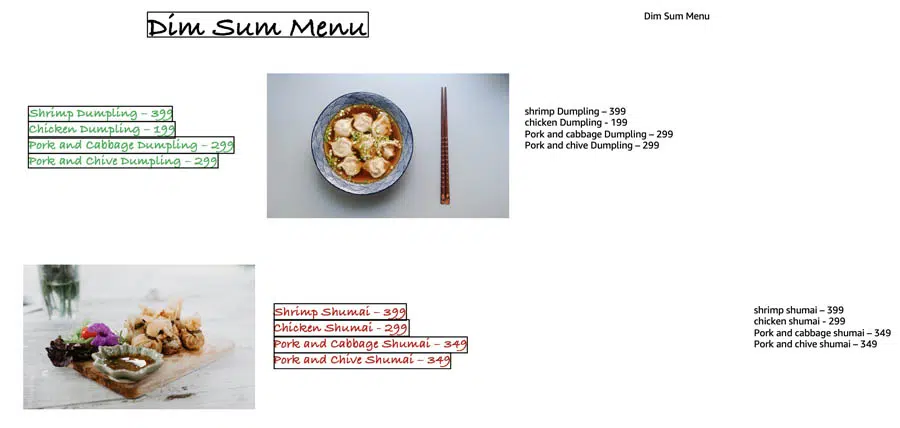 Dim Sum Menu
Dim Sum Menu
Shrimp Dumpling – 399
Chicken Dumpling – 199
Pork and Cabbage Dumpling – 299
Pork and Chive Dumpling – 299
shrimp Dumpling – 399
chicken Dumpling - 199
Pork and cabbage Dumpling – 299
Pork and chive Dumpling – 299
Shrimp Shumai – 399
Chicken Shumai - 299
Pork and Cabbage Shumai – 349
Pork and Chive Shumai – 349
shrimp shumai – 399
chicken shumai - 299
Pork and cabbage shumai – 349
Pork and chive shumai – 349